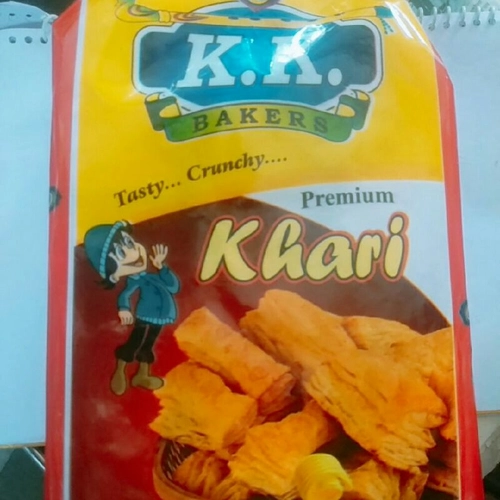 K.K.
BAKERS
Tasty... Crunchy....
Premium
Khari